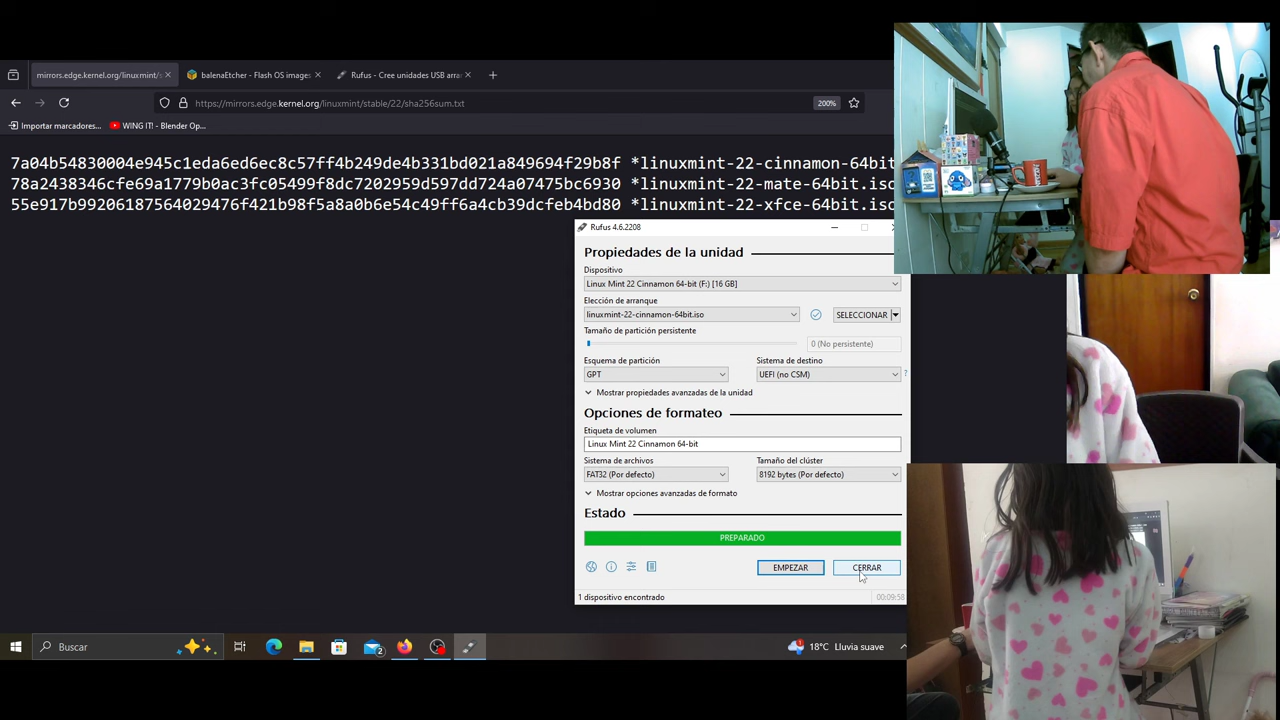 mirrors.edge.kernel.org/linuxmint/s
balenaEtcher - Flash OS images
Rufus - Cree unidades USB arra
https://mirrors.edge.kernel.org/linuxmint/stable/22/sha256sum.txt
200%
Importar marcadores...
WING IT! - Blender Op...
7a04b54830004e945c1eda6ed6ec8c57ff4b249de4b331bd021a849694f29b8f *linuxmint-22-cinnamon-64bit
78a2438346cfe69a1779b0ac3fc05499f8dc7202959d597dd724a07475bc6930 *linuxmint-22-mate-64bit.iso
55e917b99206187564029476f421b98f5a8a0b6e54c49ff6a4cb39dcfeb4bd80 *linuxmint-22-xfce-64bit.iso
Rufus 4.6.2208
Propiedades de la unidad
Dispositivo
Linux Mint 22 Cinnamon 64-bit (F:) [16 GB]
Elección de arranque
linuxmint-22-cinnamon-64bit.iso
SELECCIONAR
Tamaño de partición persistente
0 (No persistente)
Esquema de partición
Sistema de destino
GPT
UEFI (no CSM)
?
Mostrar propiedades avanzadas de la unidad
Opciones de formateo
Etiqueta de volumen
Linux Mint 22 Cinnamon 64-bit
Sistema de archivos
Tamaño del clúster
FAT32 (Por defecto)
8192 bytes (Por defecto)
Mostrar opciones avanzadas de formato
Estado
PREPARADO
EMPEZAR
CERRAR
1 dispositivo encontrado
00:09:58
Buscar
2
1
18°C Lluvia suave